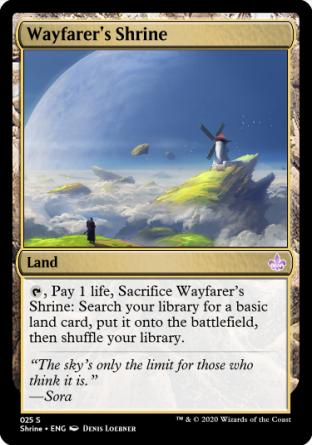 Wayfarer's Shrine
Land
, Pay 1 life, Sacrifice Wayfarer's
Shrine: Search your library for a basic
land card, put it onto the battlefield,
then shuffle your library.
"The sky's only the limit for those who
think it is."
—Sora
025 S
™ & © 2020 Wizards of the Coast
Shrine • ENG Denis Loebner